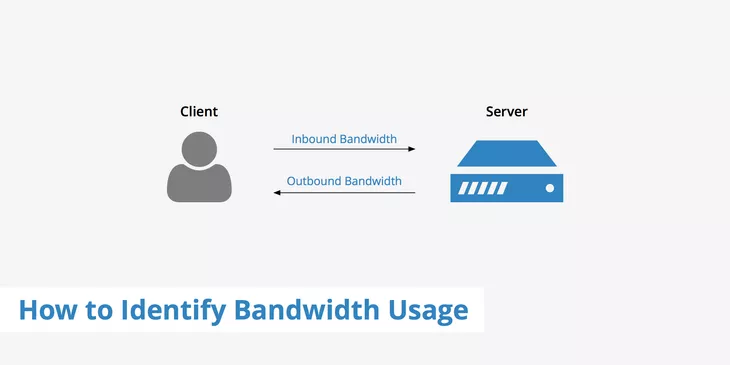 Client
Server
Inbound Bandwidth
Outbound Bandwidth
How to Identify Bandwidth Usage